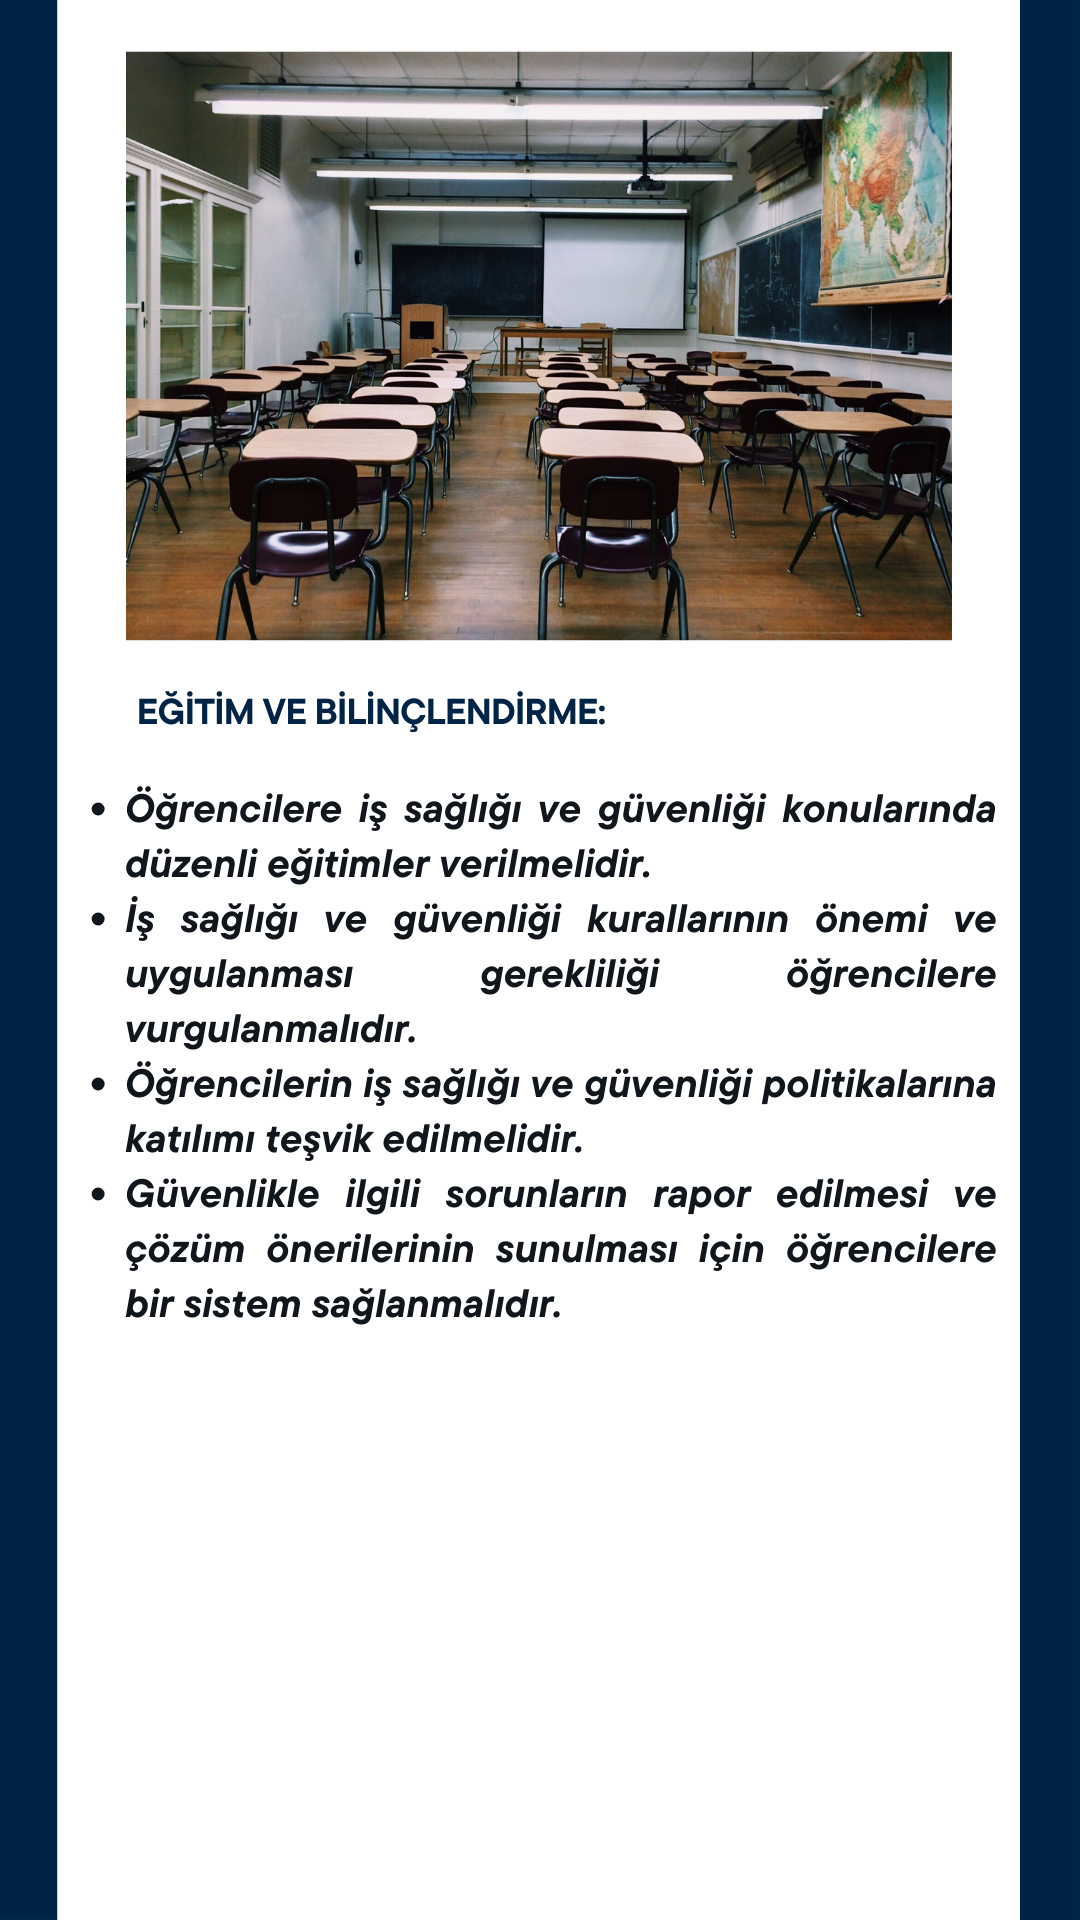 EĞİTİM VE BİLİNÇLENDİRME:
• Öğrencilere iş sağlığı ve güvenliği konularında
düzenli eğitimler verilmelidir.
• İş sağlığı ve güvenliği kurallarının önemi ve
uygulanması gerekliliği öğrencilere
vurgulanmalıdır.
• Öğrencilerin iş sağlığı ve güvenliği politikalarına
katılımı teşvik edilmelidir.
• Güvenlikle ilgili sorunların rapor edilmesi ve
çözüm önerilerinin sunulması için öğrencilere
bir sistem sağlanmalıdır.